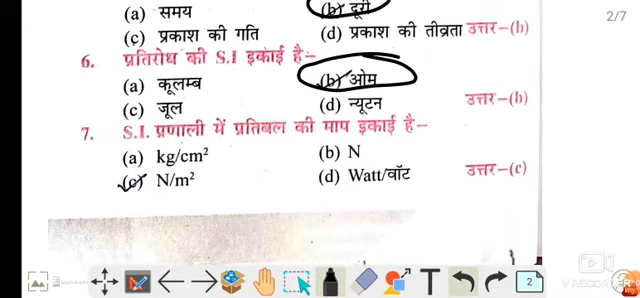 (a) समय (b) दूरी
(c) प्रकाश की गति (d) प्रकाश की तीव्रता उत्तर–(b)
6. प्रतिरोध की S.I इकाई है:–
(a) कूलम्ब (b) ओम
(c) जूल (d) न्यूटन उत्तर–(b)
7. S.I. प्रणाली में प्रतिबल की माप इकाई है–
(a) kg/cm² (b) N
(c) N/m² (d) Watt/वॉट उत्तर–(c)
2/7
T 2